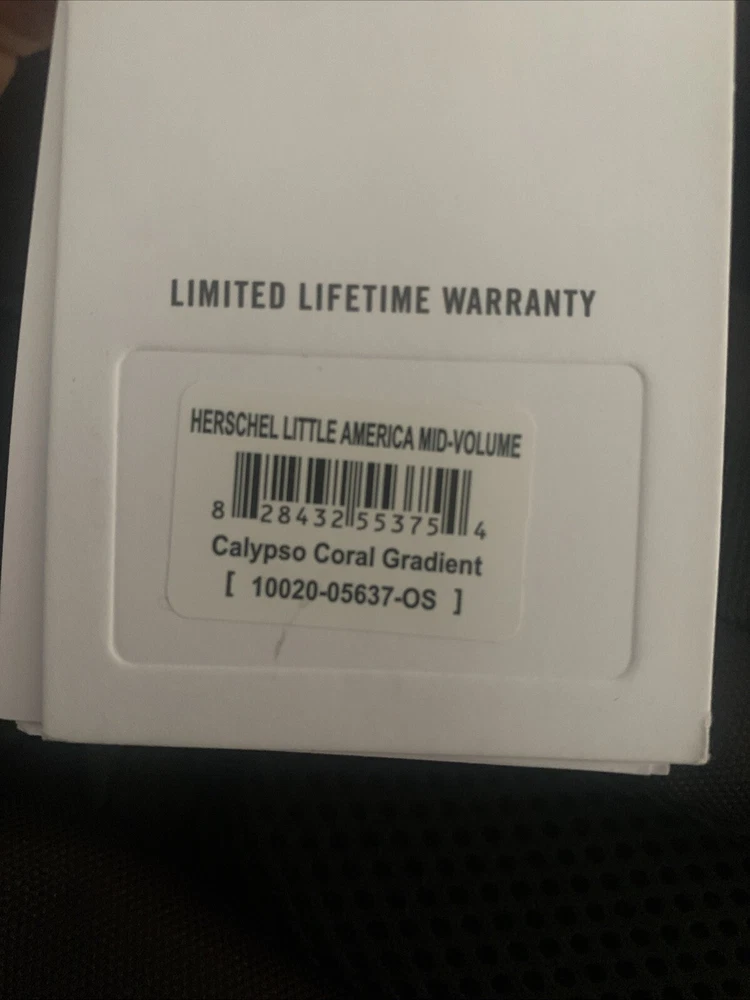 LIMITED LIFETIME WARRANTY
HERSCHEL LITTLE AMERICA MID-VOLUME
8 28432 55375 4
Calypso Coral Gradient
[ 10020-05637-OS ]